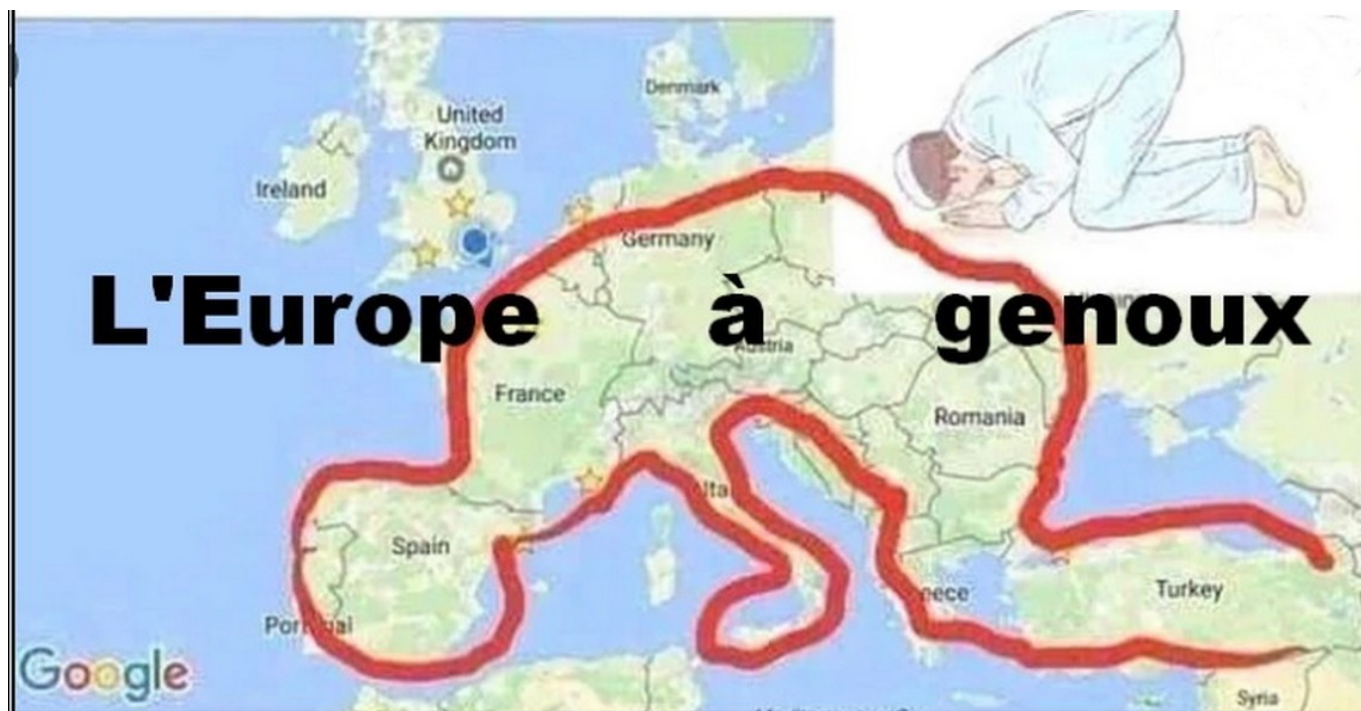 Denmark
United
Kingdom
Ireland
Germany
L'Europe à genoux
Austria
France
Romania
Spain
Turkey
Google
Syria